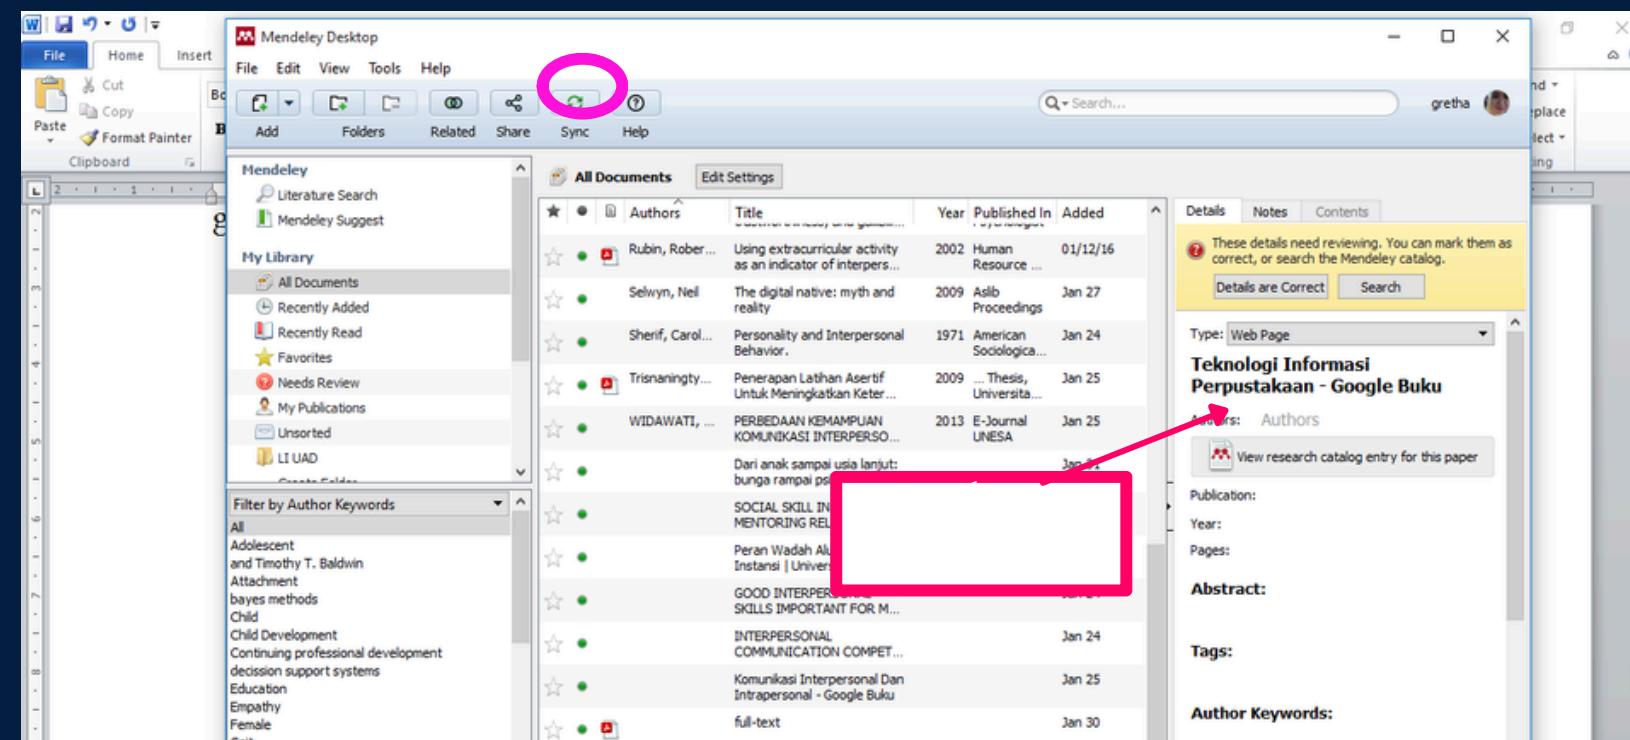 File Home Insert
Cut
Copy
Paste
Format Painter
Clipboard
Mendeley Desktop
File Edit View Tools Help
Search...
gretha
Add Folders Related Share Sync Help
Mendeley
Literature Search
Mendeley Suggest
My Library
All Documents
Recently Added
Recently Read
Favorites
Needs Review
My Publications
Unsorted
LI UAD
Filter by Author Keywords
All
Adolescent
and Timothy T. Baldwin
Attachment
bayes methods
Child
Child Development
Continuing professional development
decission support systems
Education
Empathy
Female
All Documents Edit Settings
Authors Title Year Published In Added
Rubin, Rober... Using extracurricular activity 2002 Human 01/12/16
as an indicator of interpers... Resource ...
Selwyn, Neil The digital native: myth and 2009 Aslib Jan 27
reality Proceedings
Sherif, Carol... Personality and Interpersonal 1971 American Jan 24
Behavior. Sociologica...
Trisnaningty... Penerapan Latihan Asertif 2009 ... Thesis, Jan 25
Untuk Meningkatkan Keter... Universita...
WIDAWATI, ... PERBEDAAN KEMAMPUAN 2013 E-Journal Jan 25
KOMUNIKASI INTERPERSO... UNESA
Dari anak sampai usia lanjut:
bunga rampai
SOCIAL SKILL
MENTORING
Peran Wadah
Instansi |
GOOD
SKILLS IMPORTANT FOR M...
INTERPERSONAL Jan 24
COMMUNICATION COMPET...
Komunikasi Interpersonal Dan Jan 25
Intrapersonal - Google Buku
full-text Jan 30
Details Notes Contents
These details need reviewing. You can mark them as
correct, or search the Mendeley catalog.
Details are Correct Search
Type: Web Page
Teknologi Informasi
Perpustakaan - Google Buku
Authors: Authors
View research catalog entry for this paper
Publication:
Year:
Pages:
Abstract:
Tags:
Author Keywords: